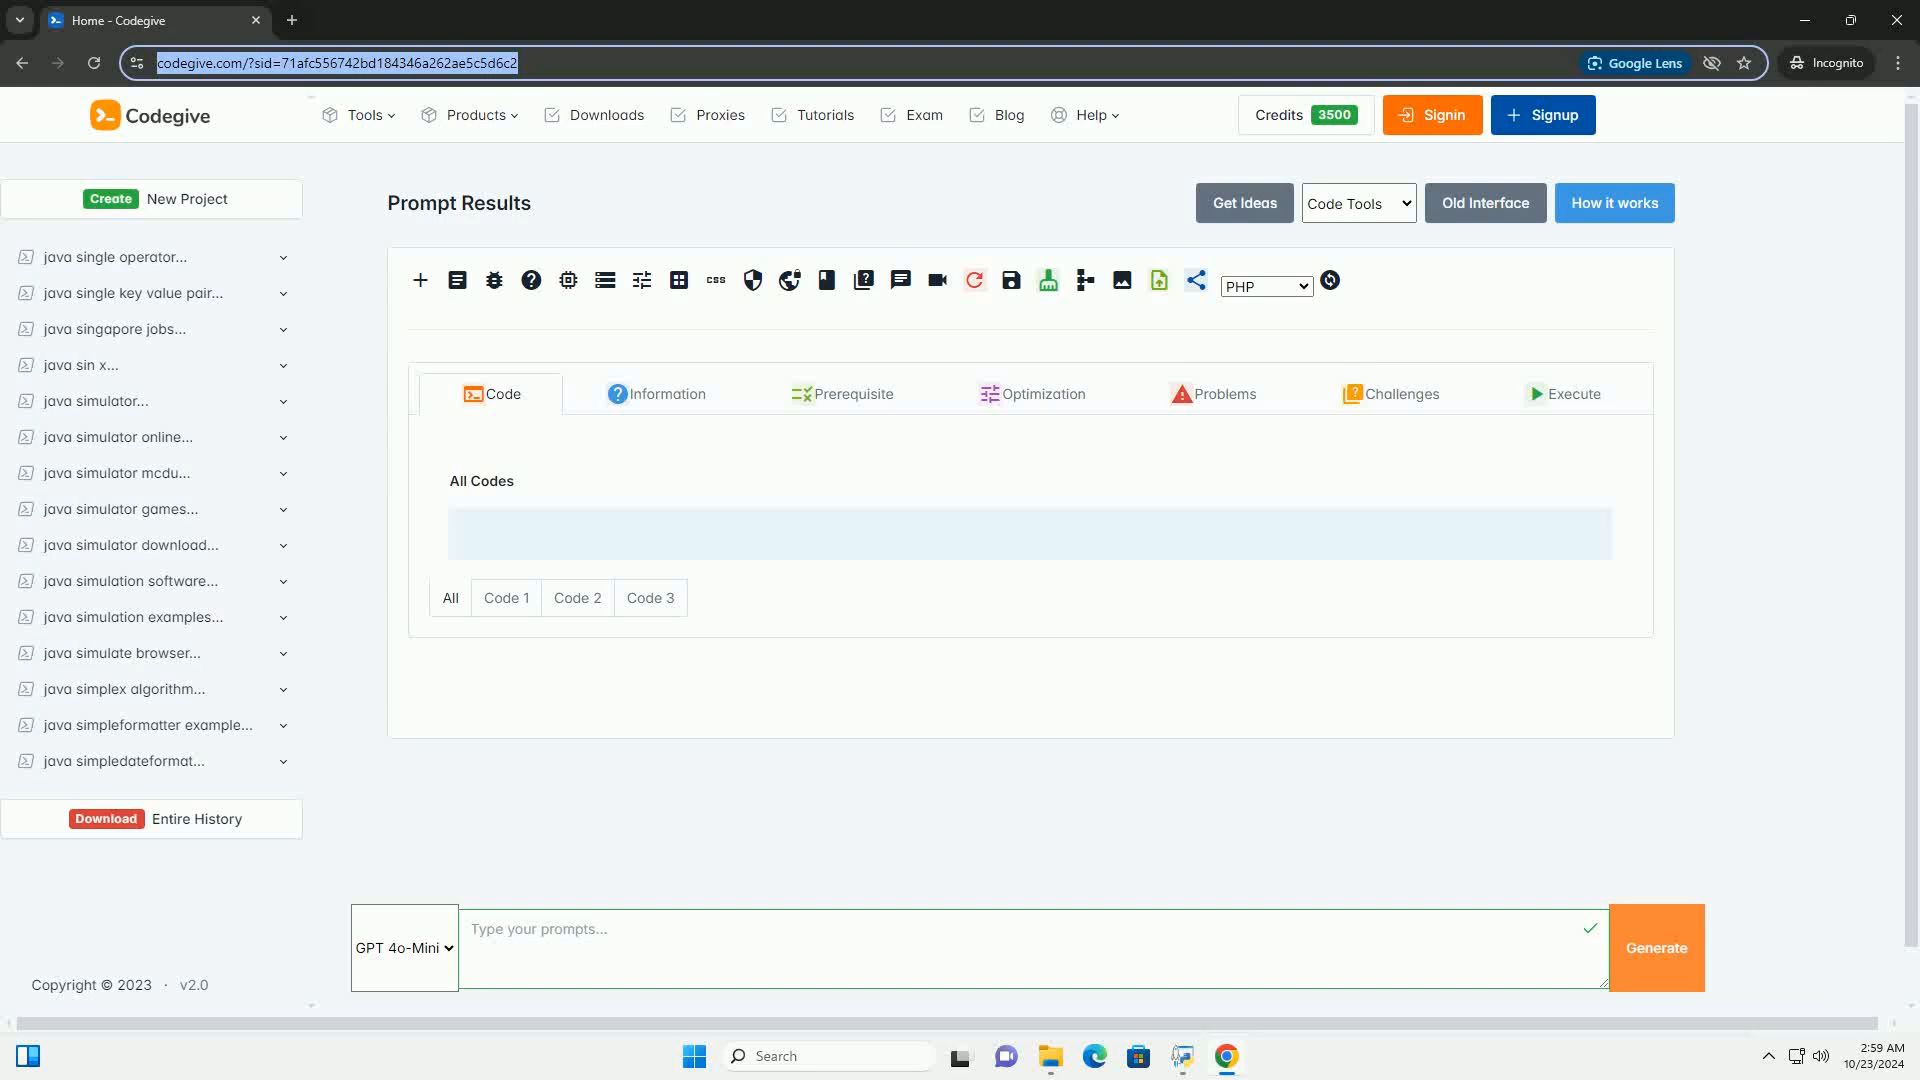 Home - Codegive
codegive.com/?sid=71afc556742bd184346a262ae5c5d6c2
Google Lens
Incognito
Codegive
Tools
Products
Downloads
Proxies
Tutorials
Exam
Blog
Help
Credits 3500
Signin
Signup
Create New Project
java single operator...
java single key value pair...
java singapore jobs...
java sin x...
java simulator...
java simulator online...
java simulator mcdu...
java simulator games...
java simulator download...
java simulation software...
java simulation examples...
java simulate browser...
java simplex algorithm...
java simpleformatter example...
java simpledateformat...
Download Entire History
Copyright © 2023 · v2.0
Prompt Results
Get Ideas
Code Tools
Old Interface
How it works
css
PHP
Code
Information
Prerequisite
Optimization
Problems
Challenges
Execute
All Codes
All
Code 1
Code 2
Code 3
GPT 4o-Mini
Type your prompts...
Generate
Search
2:59 AM
10/23/2024